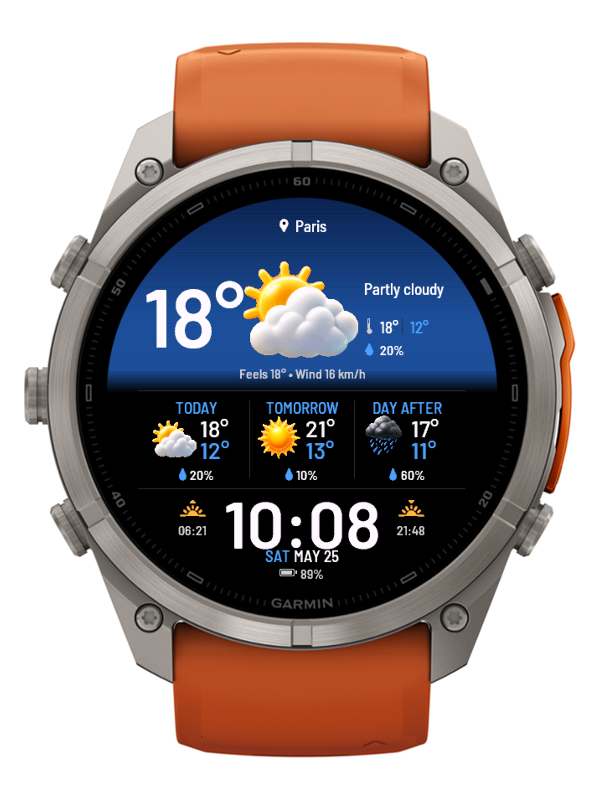 60
Paris
50
18°
Partly cloudy
18° 12°
20%
Feels 18° • Wind 16 km/h
TODAY TOMORROW DAY AFTER
18° 21° 17°
12° 13° 11°
20% 10% 60%
40
20
06:21 10:08 21:48
SAT MAY 25
89%
GARMIN